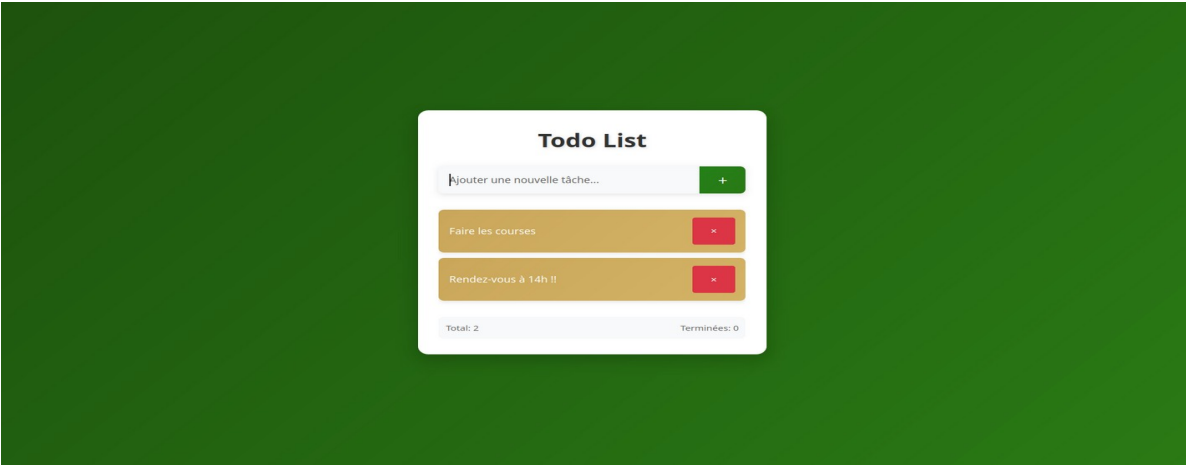 Todo List
Ajouter une nouvelle tâche...
+
Faire les courses ×
Rendez-vous à 14h !! ×
Total: 2 Terminées: 0